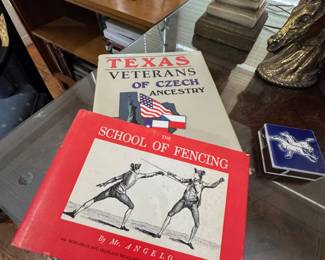 TEXAS
VETERANS
OF CZECH
ANCESTRY
THE
SCHOOL OF FENCING
By Mr. ANGELO